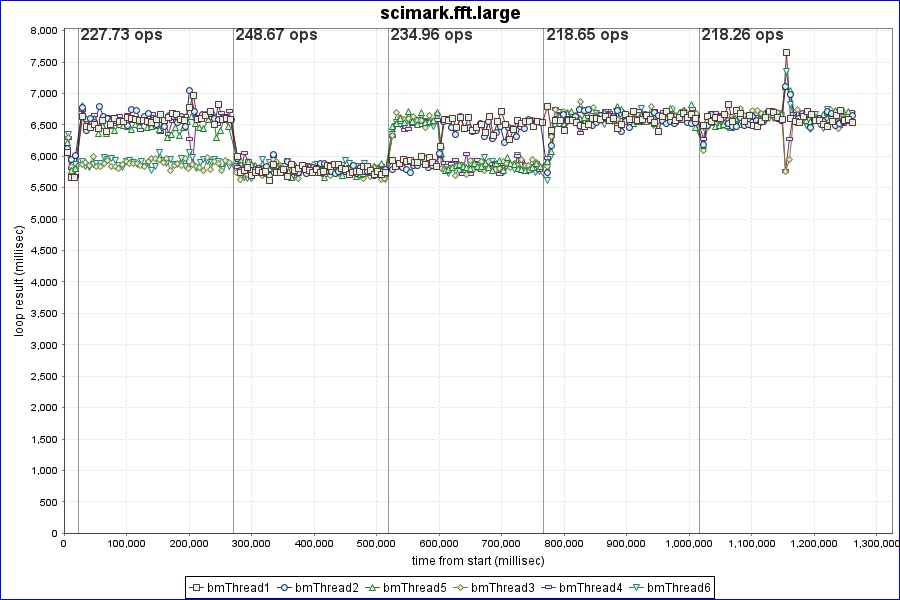 scimark.fft.large
227.73 ops 248.67 ops 234.96 ops 218.65 ops 218.26 ops
8,000
7,500
7,000
6,500
6,000
5,500
5,000
4,500
4,000
3,500
3,000
2,500
2,000
1,500
1,000
500
0
loop result (millisec)
0 100,000 200,000 300,000 400,000 500,000 600,000 700,000 800,000 900,000 1,000,000 1,100,000 1,200,000 1,300,000
time from start (millisec)
bmThread1 bmThread2 bmThread5 bmThread3 bmThread4 bmThread6